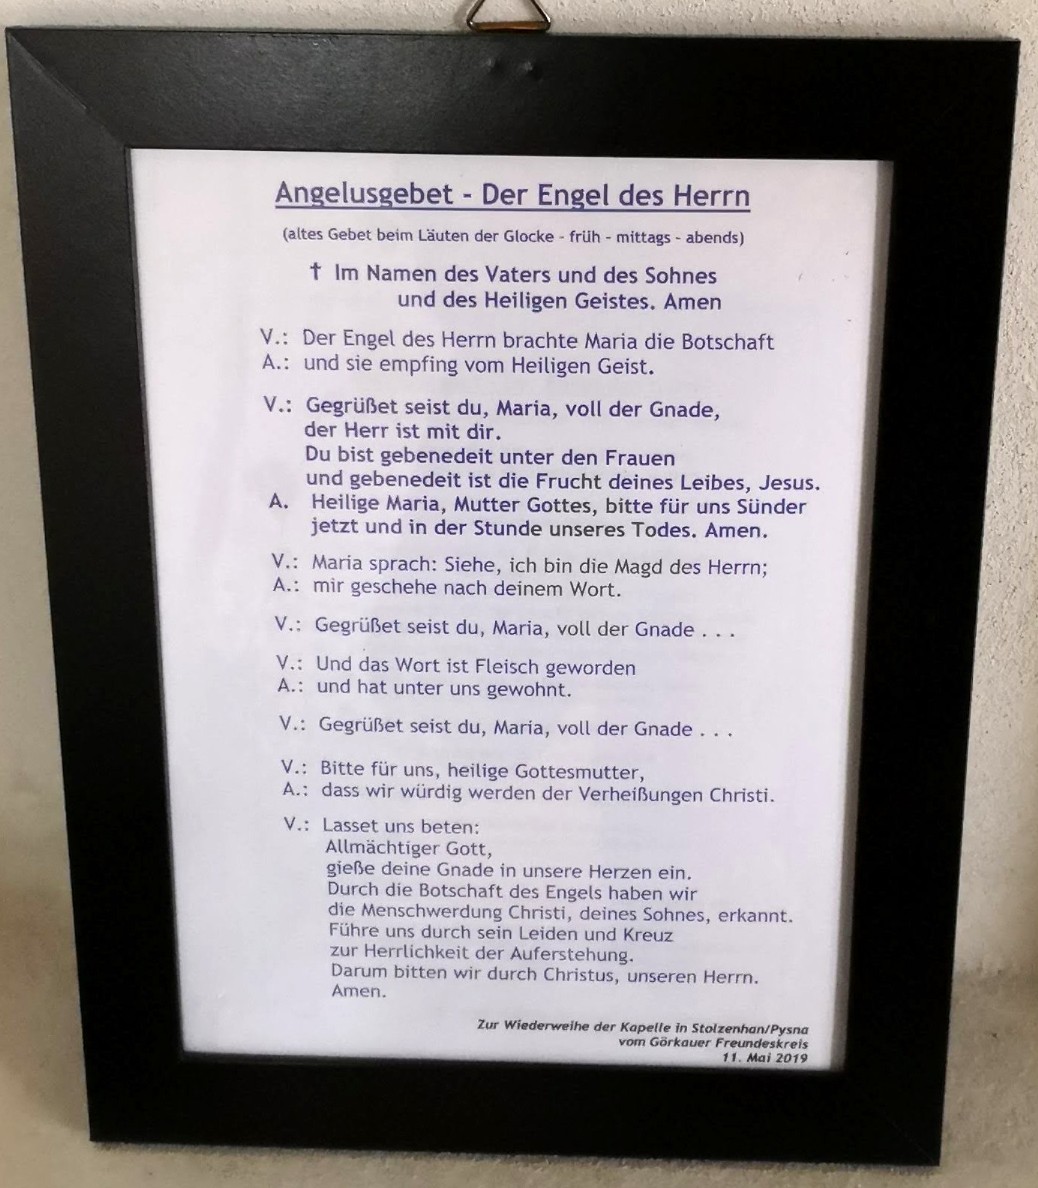 Angelusgebet - Der Engel des Herrn
(altes Gebet beim Läuten der Glocke - früh - mittags - abends)
† Im Namen des Vaters und des Sohnes
und des Heiligen Geistes. Amen
V.: Der Engel des Herrn brachte Maria die Botschaft
A.: und sie empfing vom Heiligen Geist.
V.: Gegrüßet seist du, Maria, voll der Gnade,
der Herr ist mit dir.
Du bist gebenedeit unter den Frauen
und gebenedeit ist die Frucht deines Leibes, Jesus.
A. Heilige Maria, Mutter Gottes, bitte für uns Sünder
jetzt und in der Stunde unseres Todes. Amen.
V.: Maria sprach: Siehe, ich bin die Magd des Herrn;
A.: mir geschehe nach deinem Wort.
V.: Gegrüßet seist du, Maria, voll der Gnade . . .
V.: Und das Wort ist Fleisch geworden
A.: und hat unter uns gewohnt.
V.: Gegrüßet seist du, Maria, voll der Gnade . . .
V.: Bitte für uns, heilige Gottesmutter,
A.: dass wir würdig werden der Verheißungen Christi.
V.: Lasset uns beten:
Allmächtiger Gott,
gieße deine Gnade in unsere Herzen ein.
Durch die Botschaft des Engels haben wir
die Menschwerdung Christi, deines Sohnes, erkannt.
Führe uns durch sein Leiden und Kreuz
zur Herrlichkeit der Auferstehung.
Darum bitten wir durch Christus, unseren Herrn.
Amen.
Zur Wiederweihe der Kapelle in Stolzenhan/Pysna
vom Görkauer Freundeskreis
11. Mai 2019